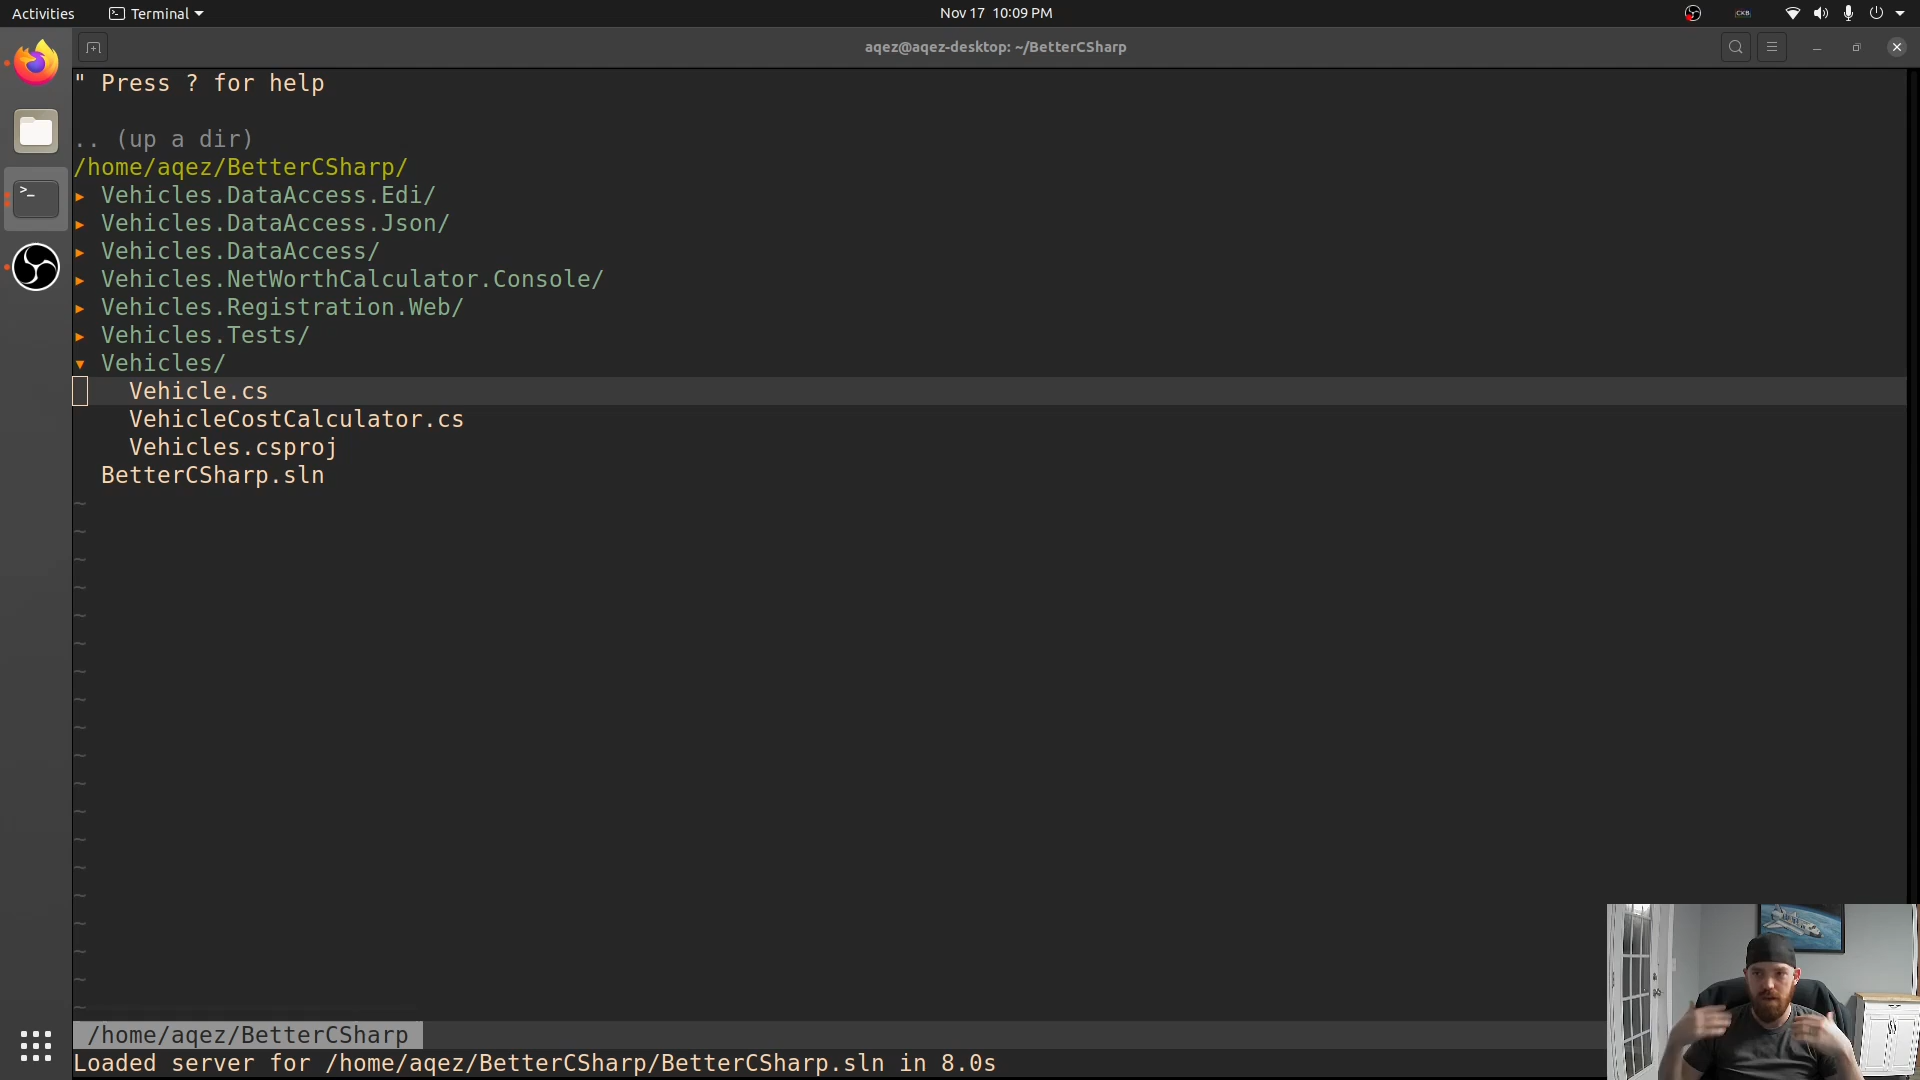 Activities
Terminal
Nov 17 10:09 PM
CKB
aqez@aqez-desktop: ~/BetterCSharp
" Press ? for help
.. (up a dir)
/home/aqez/BetterCSharp/
▸ Vehicles.DataAccess.Edi/
▸ Vehicles.DataAccess.Json/
▸ Vehicles.DataAccess/
▸ Vehicles.NetWorthCalculator.Console/
▸ Vehicles.Registration.Web/
▸ Vehicles.Tests/
▾ Vehicles/
Vehicle.cs
VehicleCostCalculator.cs
Vehicles.csproj
BetterCSharp.sln
/home/aqez/BetterCSharp
Loaded server for /home/aqez/BetterCSharp/BetterCSharp.sln in 8.0s